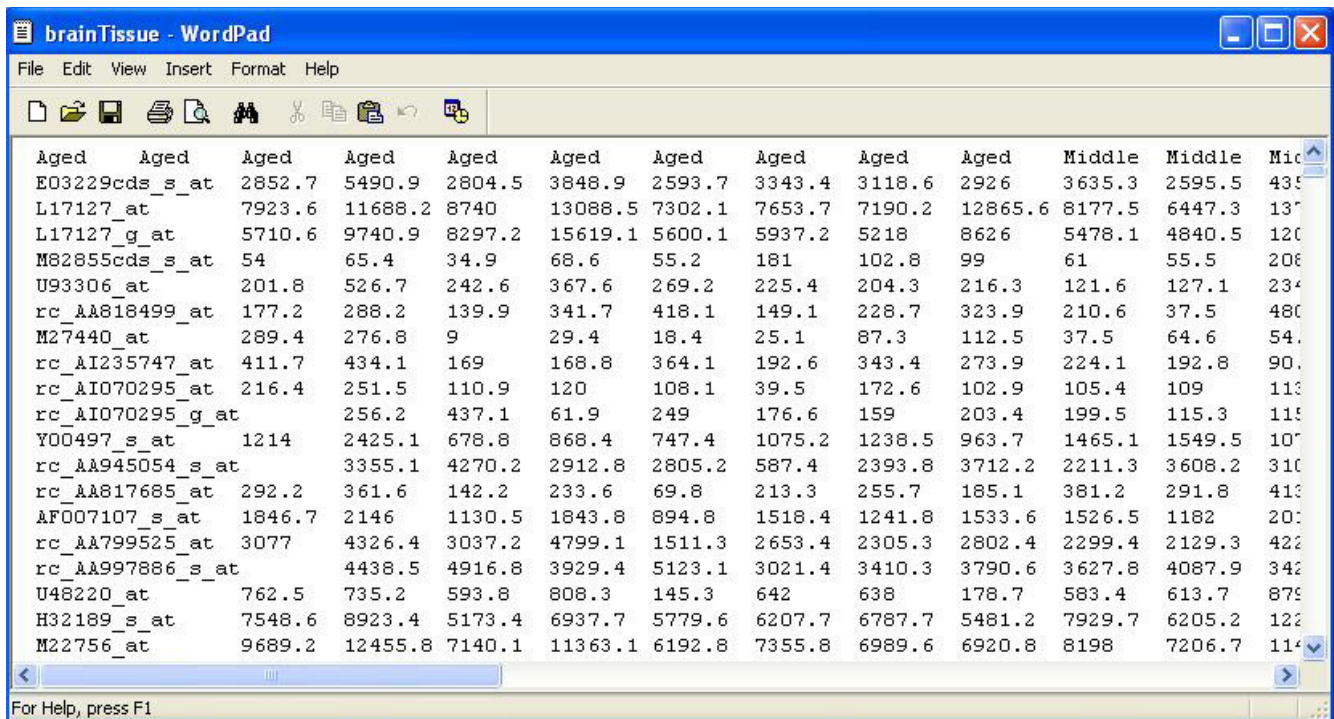 brainTissue - WordPad
File Edit View Insert Format Help
Aged Aged Aged Aged Aged Aged Aged Aged Aged Aged Middle Middle
E03229cds_s_at 2852.7 5490.9 2804.5 3848.9 2593.7 3343.4 3118.6 2926 3635.3 2595.5
L17127_at 7923.6 11688.2 8740 13088.5 7302.1 7653.7 7190.2 12865.6 8177.5 6447.3
L17127_g_at 5710.6 9740.9 8297.2 15619.1 5600.1 5937.2 5218 8626 5478.1 4840.5
M82855cds_s_at 54 65.4 34.9 68.6 55.2 181 102.8 99 61 55.5
U93306_at 201.8 526.7 242.6 367.6 269.2 225.4 204.3 216.3 121.6 127.1
rc_AA818499_at 177.2 288.2 139.9 341.7 418.1 149.1 228.7 323.9 210.6 37.5
M27440_at 289.4 276.8 9 29.4 18.4 25.1 87.3 112.5 37.5 64.6
rc_AI235747_at 411.7 434.1 169 168.8 364.1 192.6 343.4 273.9 224.1 192.8
rc_AI070295_at 216.4 251.5 110.9 120 108.1 39.5 172.6 102.9 105.4 109
rc_AI070295_g_at 256.2 437.1 61.9 249 176.6 159 203.4 199.5 115.3
Y00497_s_at 1214 2425.1 678.8 868.4 747.4 1075.2 1238.5 963.7 1465.1 1549.5
rc_AA945054_s_at 3355.1 4270.2 2912.8 2805.2 587.4 2393.8 3712.2 2211.3 3608.2
rc_AA817685_at 292.2 361.6 142.2 233.6 69.8 213.3 255.7 185.1 381.2 291.8
AF007107_s_at 1846.7 2146 1130.5 1843.8 894.8 1518.4 1241.8 1533.6 1526.5 1182
rc_AA799525_at 3077 4326.4 3037.2 4799.1 1511.3 2653.4 2305.3 2802.4 2299.4 2129.3
rc_AA997886_s_at 4438.5 4916.8 3929.4 5123.1 3021.4 3410.3 3790.6 3627.8 4087.9
U48220_at 762.5 735.2 593.8 808.3 145.3 642 638 178.7 583.4 613.7
H32189_s_at 7548.6 8923.4 5173.4 6937.7 5779.6 6207.7 6787.7 5481.2 7929.7 6205.2
M22756_at 9689.2 12455.8 7140.1 11363.1 6192.8 7355.8 6989.6 6920.8 8198 7206.7
For Help, press F1